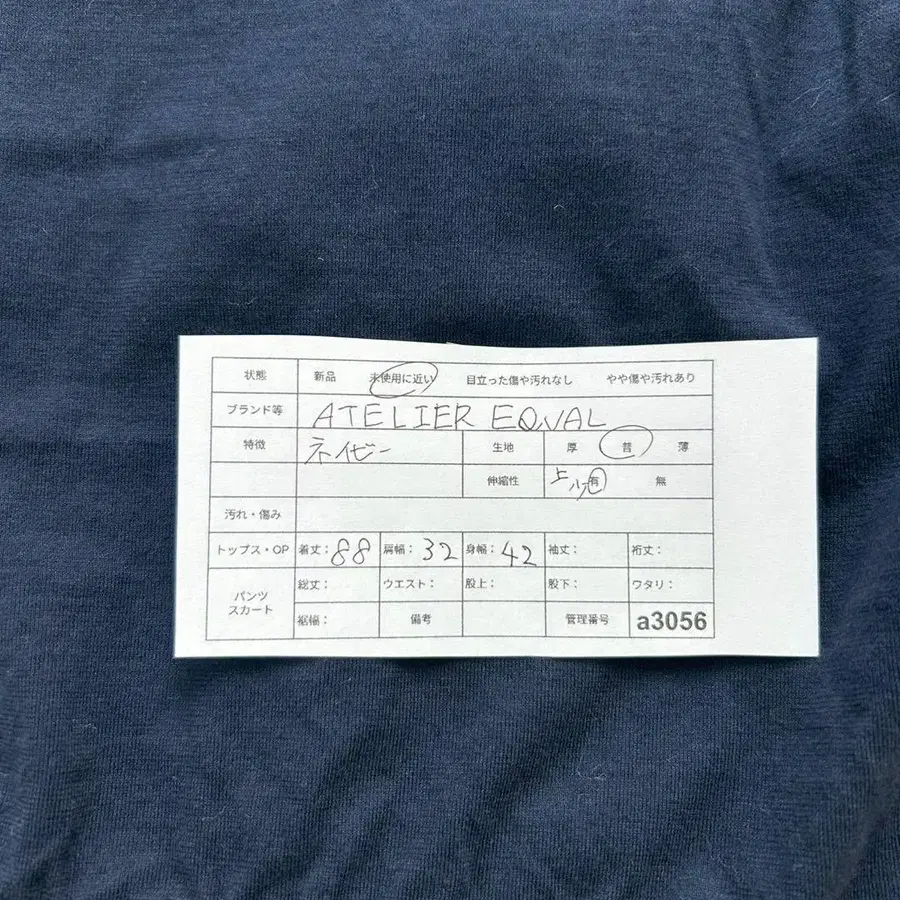 状態 新品 未使用に近い 目立った傷や汚れなし やや傷や汚れあり
ブランド等 ATELIER EQVAL
特徴 ネイビー 生地 厚 普 薄
伸縮性 有 無
汚れ・傷み
トップス・OP 着丈：88 肩幅：32 身幅：42 袖丈： 裄丈：
パンツ スカート 総丈： ウエスト： 股上： 股下： ワタリ：
裾幅： 備考 管理番号 a3056